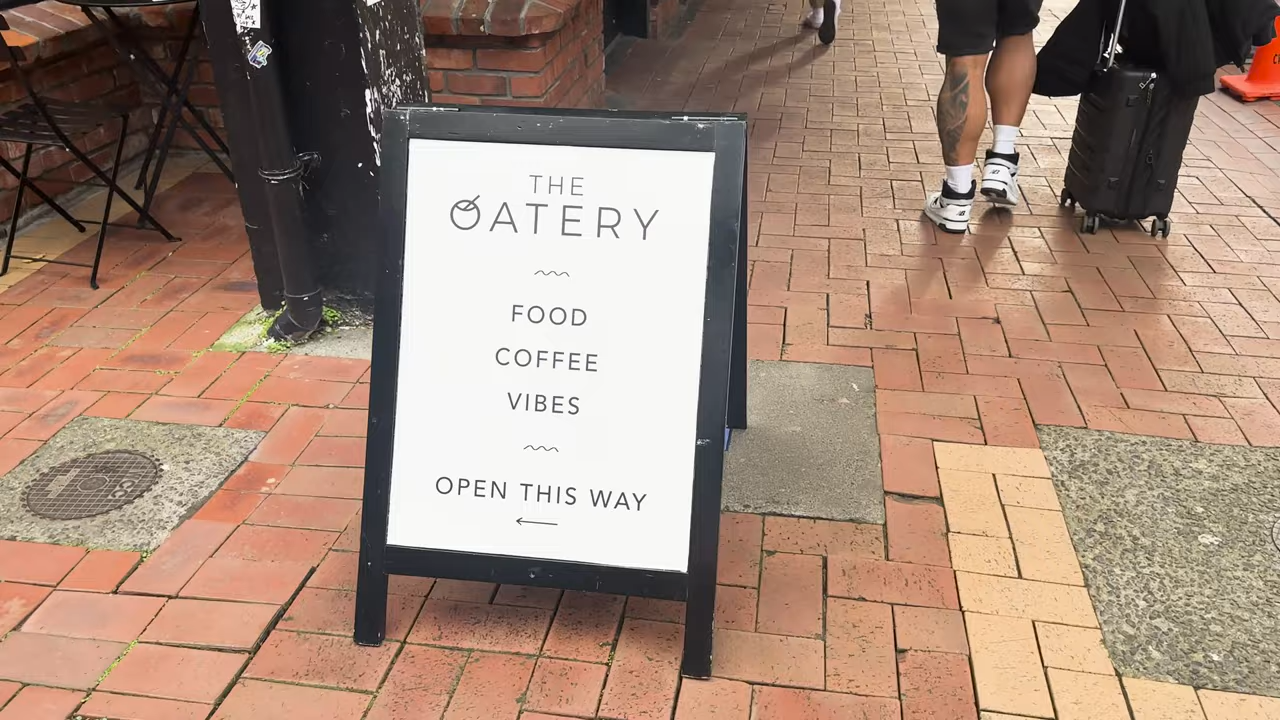 THE
OATERY
FOOD
COFFEE
VIBES
OPEN THIS WAY